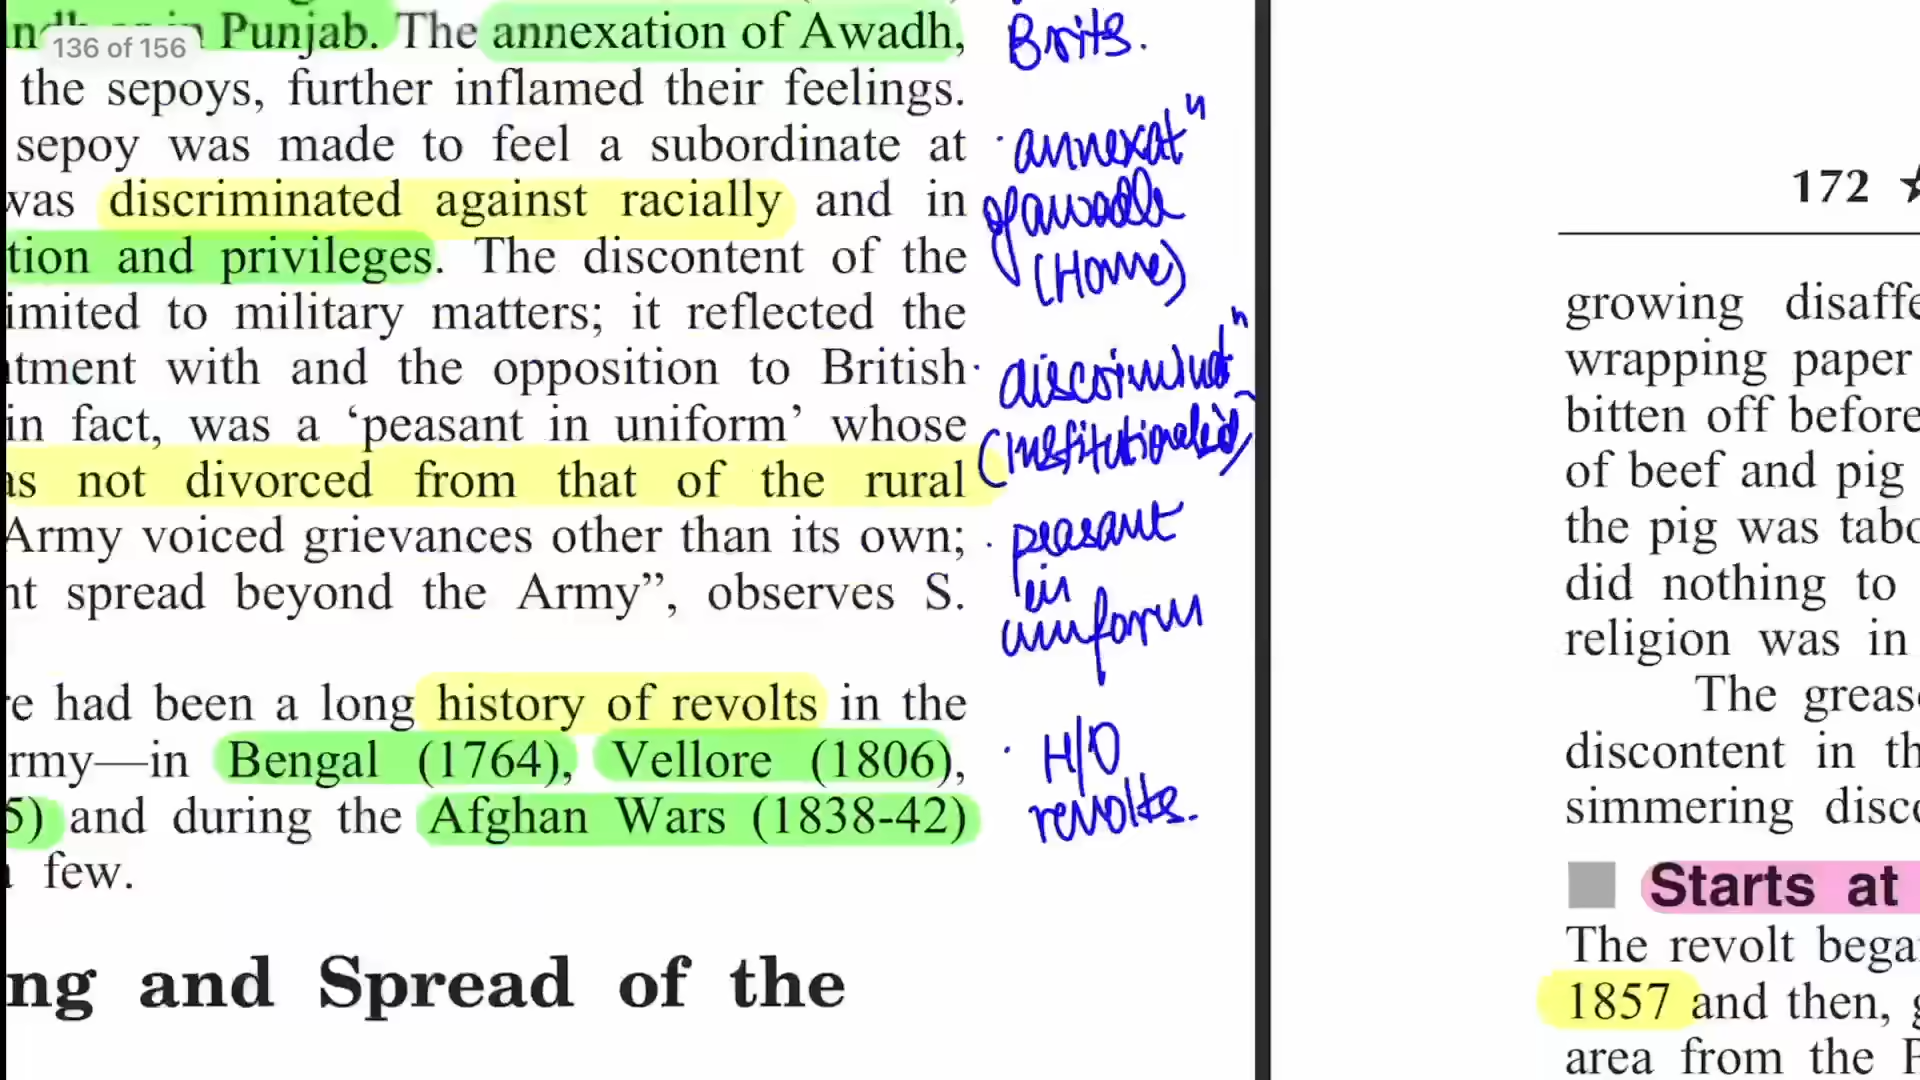 Punjab. The annexation of Awadh,
136 of 156
the sepoys, further inflamed their feelings.
sepoy was made to feel a subordinate at
was discriminated against racially and in
tion and privileges. The discontent of the
imited to military matters; it reflected the
tment with and the opposition to British
in fact, was a ‘peasant in uniform’ whose
as not divorced from that of the rural
Army voiced grievances other than its own;
nt spread beyond the Army”, observes S.
re had been a long history of revolts in the
rmy—in Bengal (1764), Vellore (1806),
5) and during the Afghan Wars (1838-42)
few.
ng and Spread of the
Brits.
· annexatⁿ
of awadh
(Home)
· discriminatⁿ
· peasant
in
uniform
· H/O
revolts.
172
growing disaffe
wrapping paper
bitten off before
of beef and pig
the pig was tabo
did nothing to
religion was in
The grease
discontent in th
simmering disco
Starts at
The revolt bega
1857 and then, g
area from the P